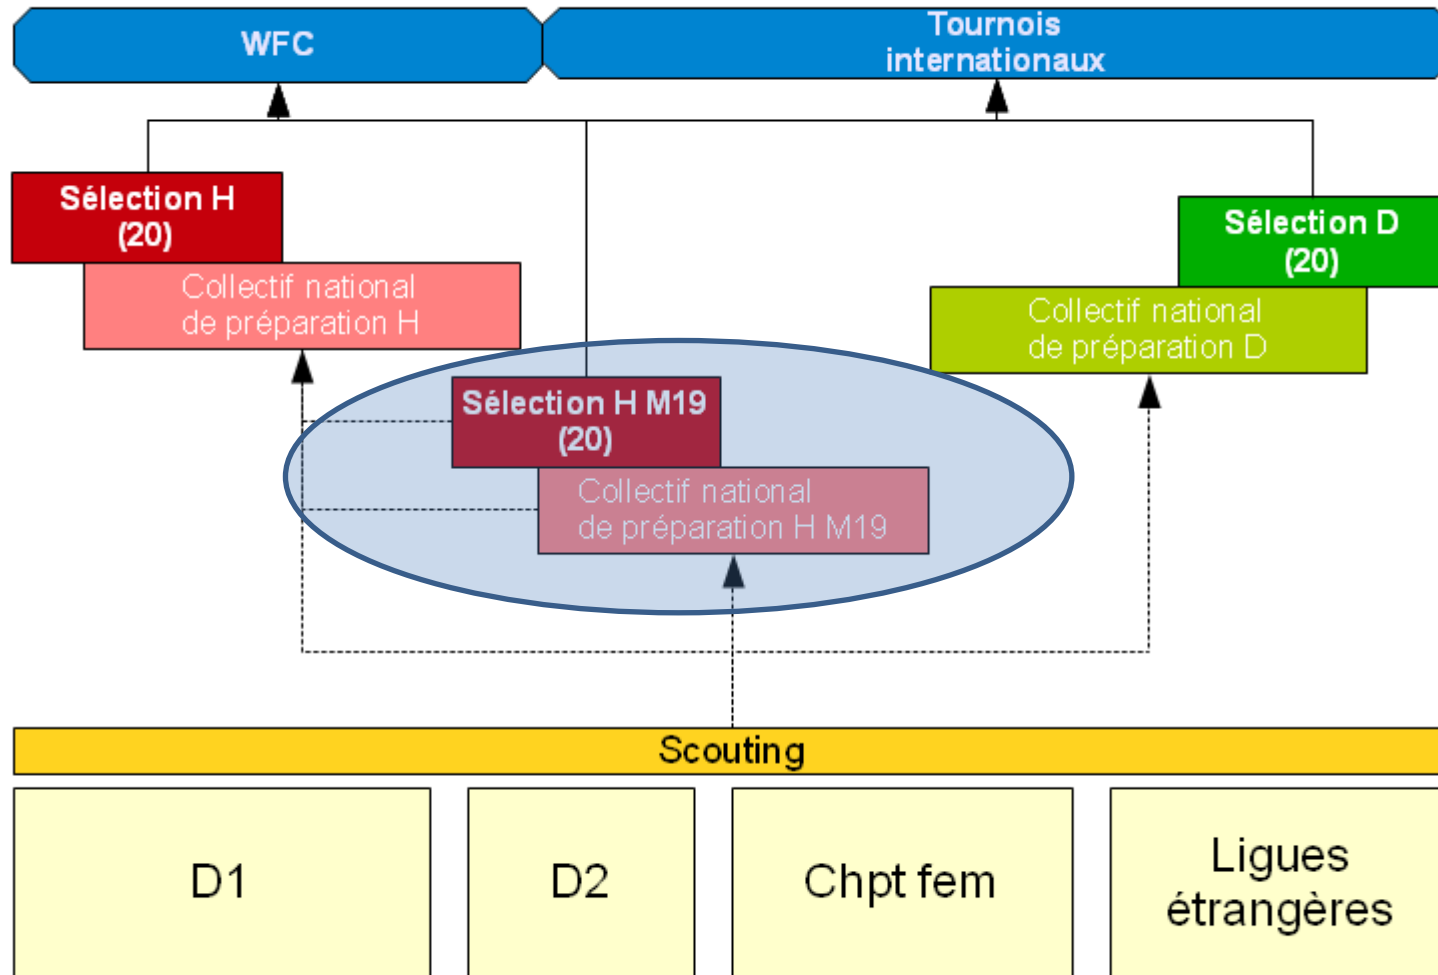 WFC
Tournois
internationaux
Sélection H
(20)
Collectif national
de préparation H
Sélection D
(20)
Collectif national
de préparation D
Sélection H M19
(20)
Collectif national
de préparation H M19
Scouting
D1
D2
Chpt fem
Ligues
étrangères